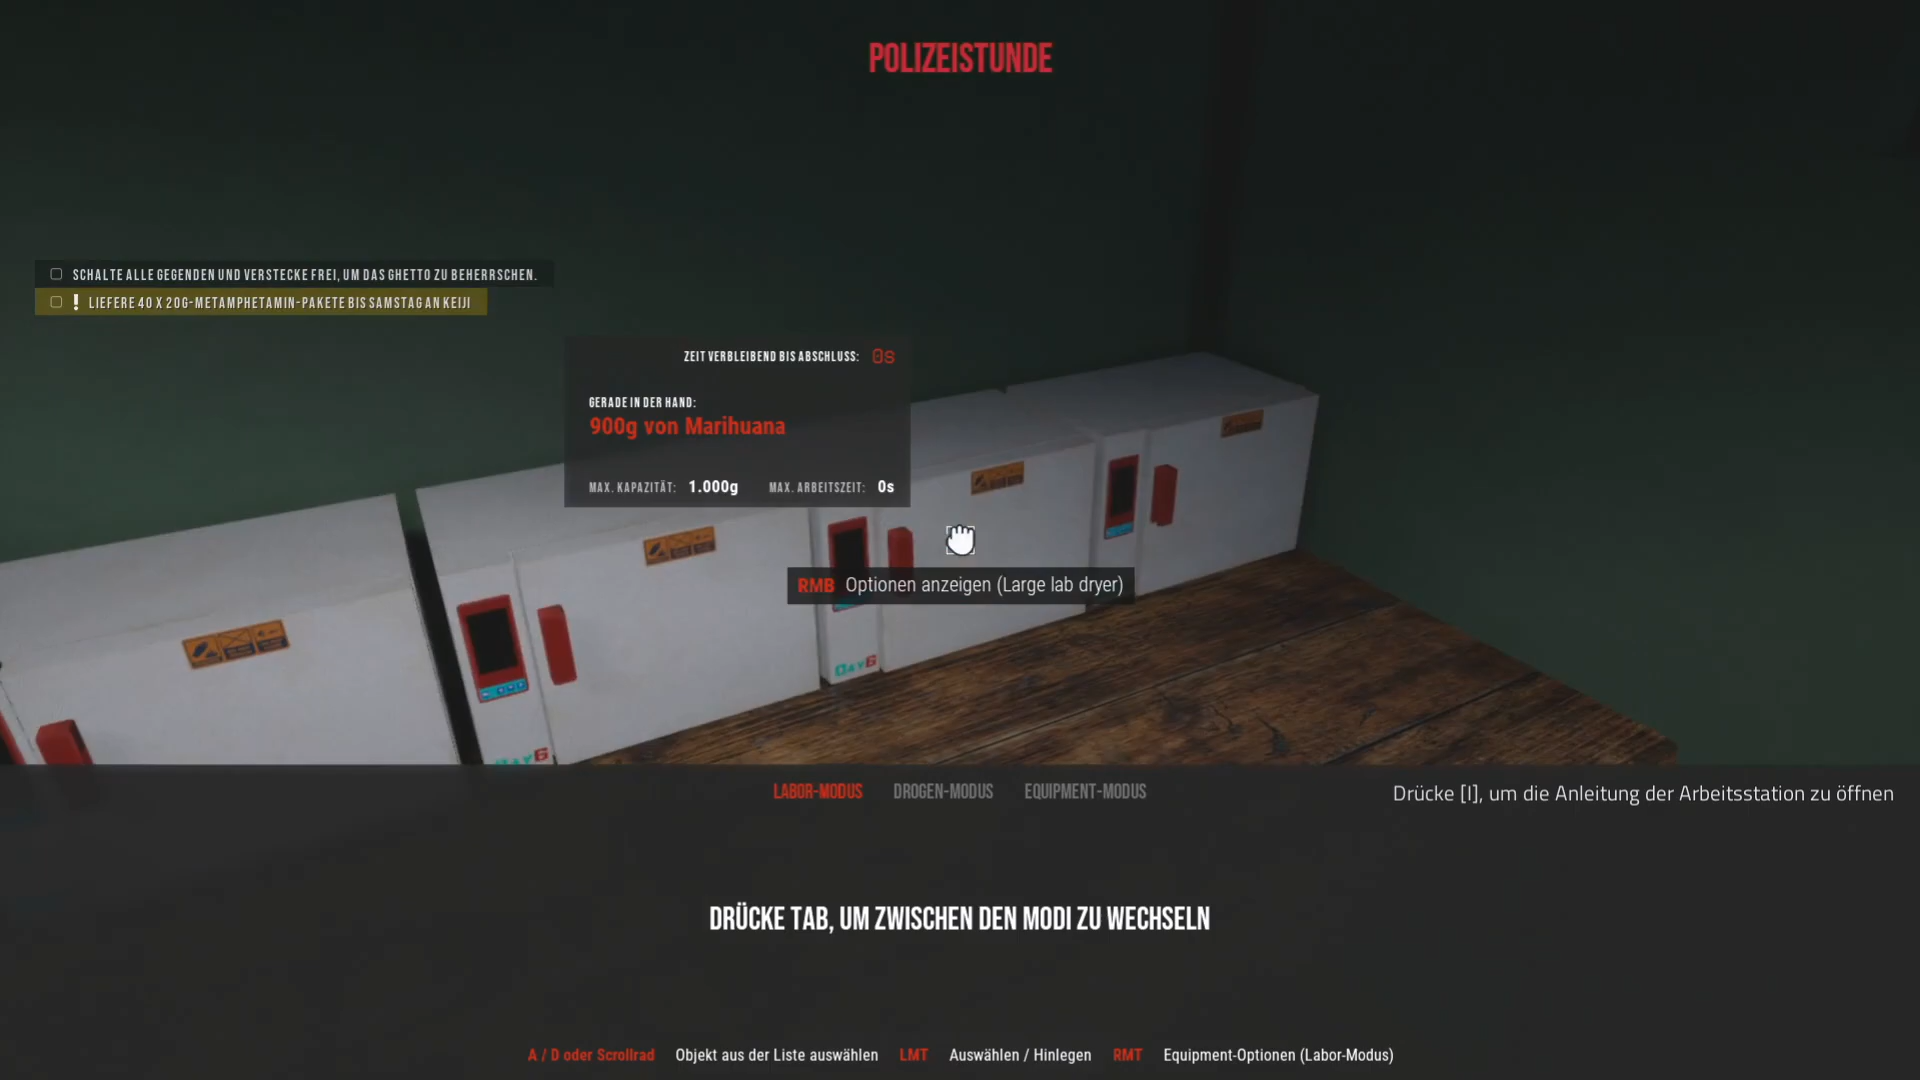 POLIZEISTUNDE
SCHALTE ALLE GEGENDEN UND VERSTECKE FREI, UM DAS GHETTO ZU BEHERRSCHEN.
! LIEFERE 40 X 20G-METAMPHETAMIN-PAKETE BIS SAMSTAG AN KEIJI
ZEIT VERBLEIBEND BIS ABSCHLUSS: 0s
GERADE IN DER HAND:
900g von Marihuana
MAX. KAPAZITÄT: 1.000g MAX. ARBEITSZEIT: 0s
RMB Optionen anzeigen (Large lab dryer)
LABOR-MODUS DROGEN-MODUS EQUIPMENT-MODUS
Drücke [I], um die Anleitung der Arbeitsstation zu öffnen
DRÜCKE TAB, UM ZWISCHEN DEN MODI ZU WECHSELN
A / D oder Scrollrad Objekt aus der Liste auswählen LMT Auswählen / Hinlegen RMT Equipment-Optionen (Labor-Modus)